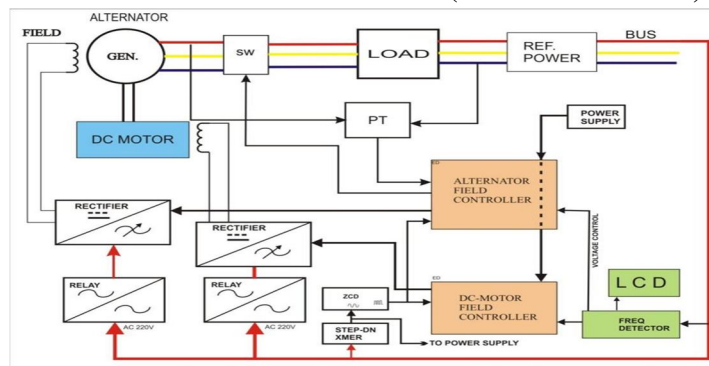 ALTERNATOR
FIELD
GEN.
SW
LOAD
REF.
POWER
BUS
PT
POWER
SUPPLY
DC MOTOR
ED
ALTERNATOR
FIELD
CONTROLLER
RECTIFIER
RECTIFIER
VOLTAGE CONTROL
RELAY
AC 220V
RELAY
AC 220V
ZCD
ED
DC-MOTOR
FIELD
CONTROLLER
LCD
STEP-DN
XMER
TO POWER SUPPLY
FREQ
DETECTOR